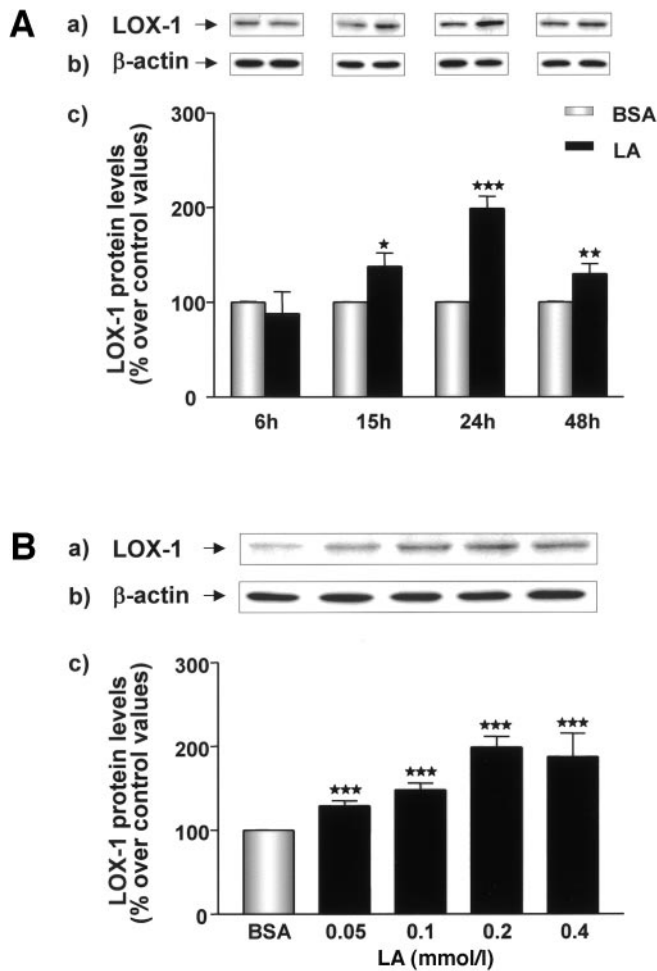 A
a) LOX-1
b) β-actin
c)
LOX-1 protein levels
(% over control values)
300
200
100
0
BSA
LA
★
★★★
★★
6h 15h 24h 48h
B
a) LOX-1
b) β-actin
c)
LOX-1 protein levels
(% over control values)
300
200
100
0
★★★ ★★★ ★★★ ★★★
BSA 0.05 0.1 0.2 0.4
LA (mmol/l)